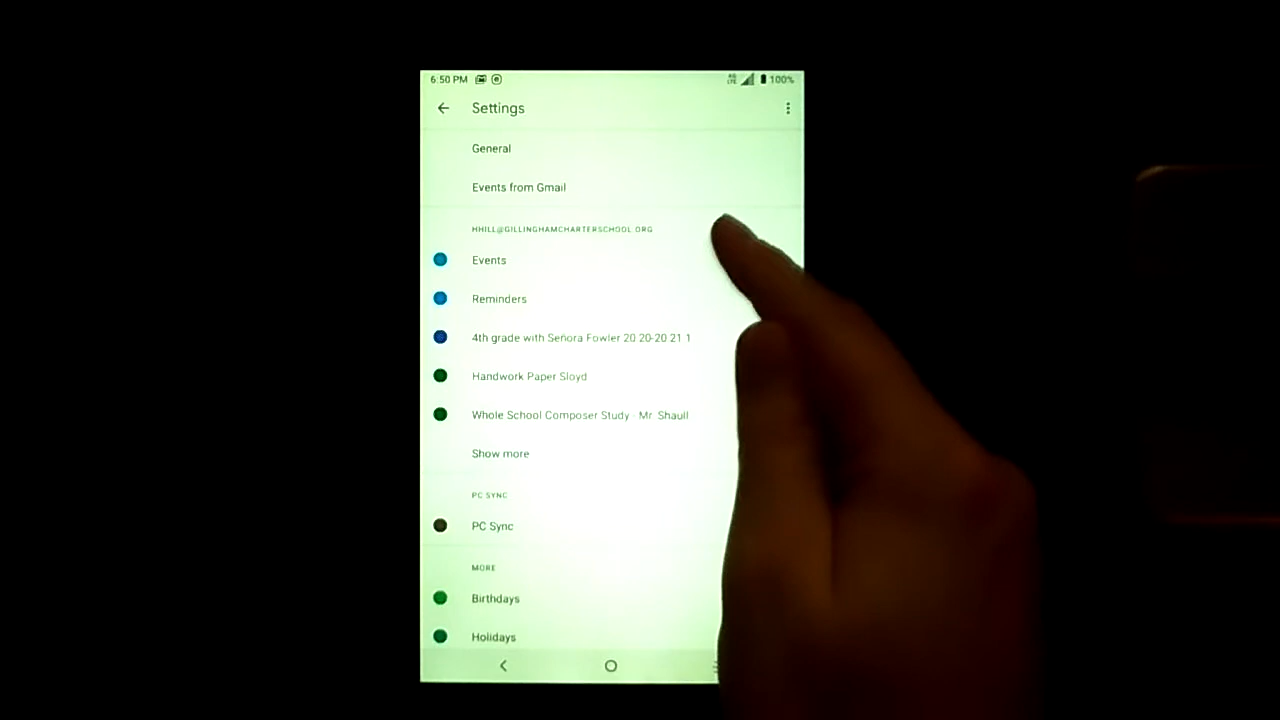 6:50 PM 4G LTE 100%
Settings
General
Events from Gmail
HHILL@GILLINGHAMCHARTERSCHOOL.ORG
Events
Reminders
4th grade with Señora Fowler 20.20-20.21 1
Handwork Paper Sloyd
Whole School Composer Study - Mr. Shaull
Show more
PC SYNC
PC Sync
MORE
Birthdays
Holidays